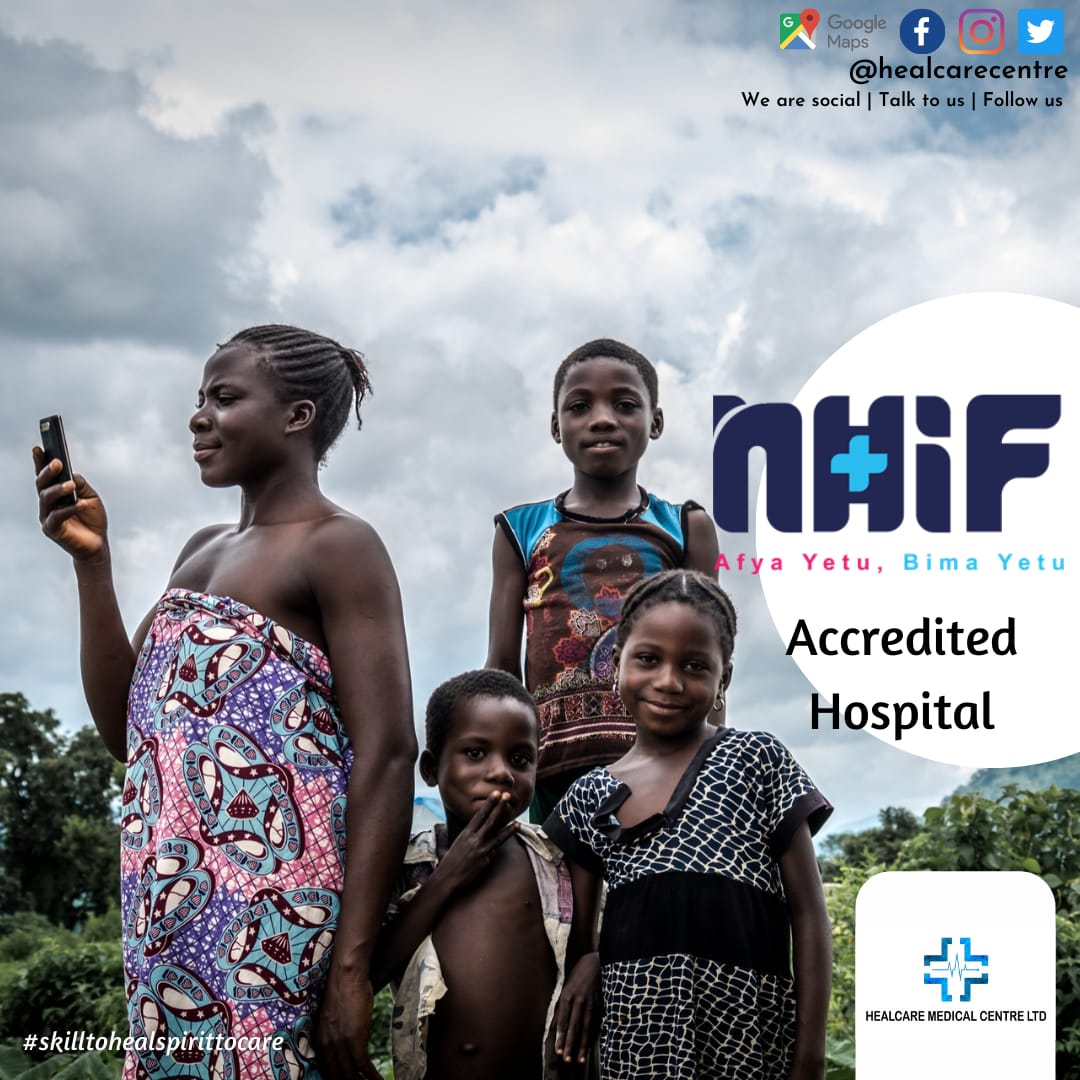 Google
Maps
@healcarecentre
We are social | Talk to us | Follow us
NHiF
Afya Yetu, Bima Yetu
Accredited
Hospital
HEALCARE MEDICAL CENTRE LTD
#skilltohealspirittocare